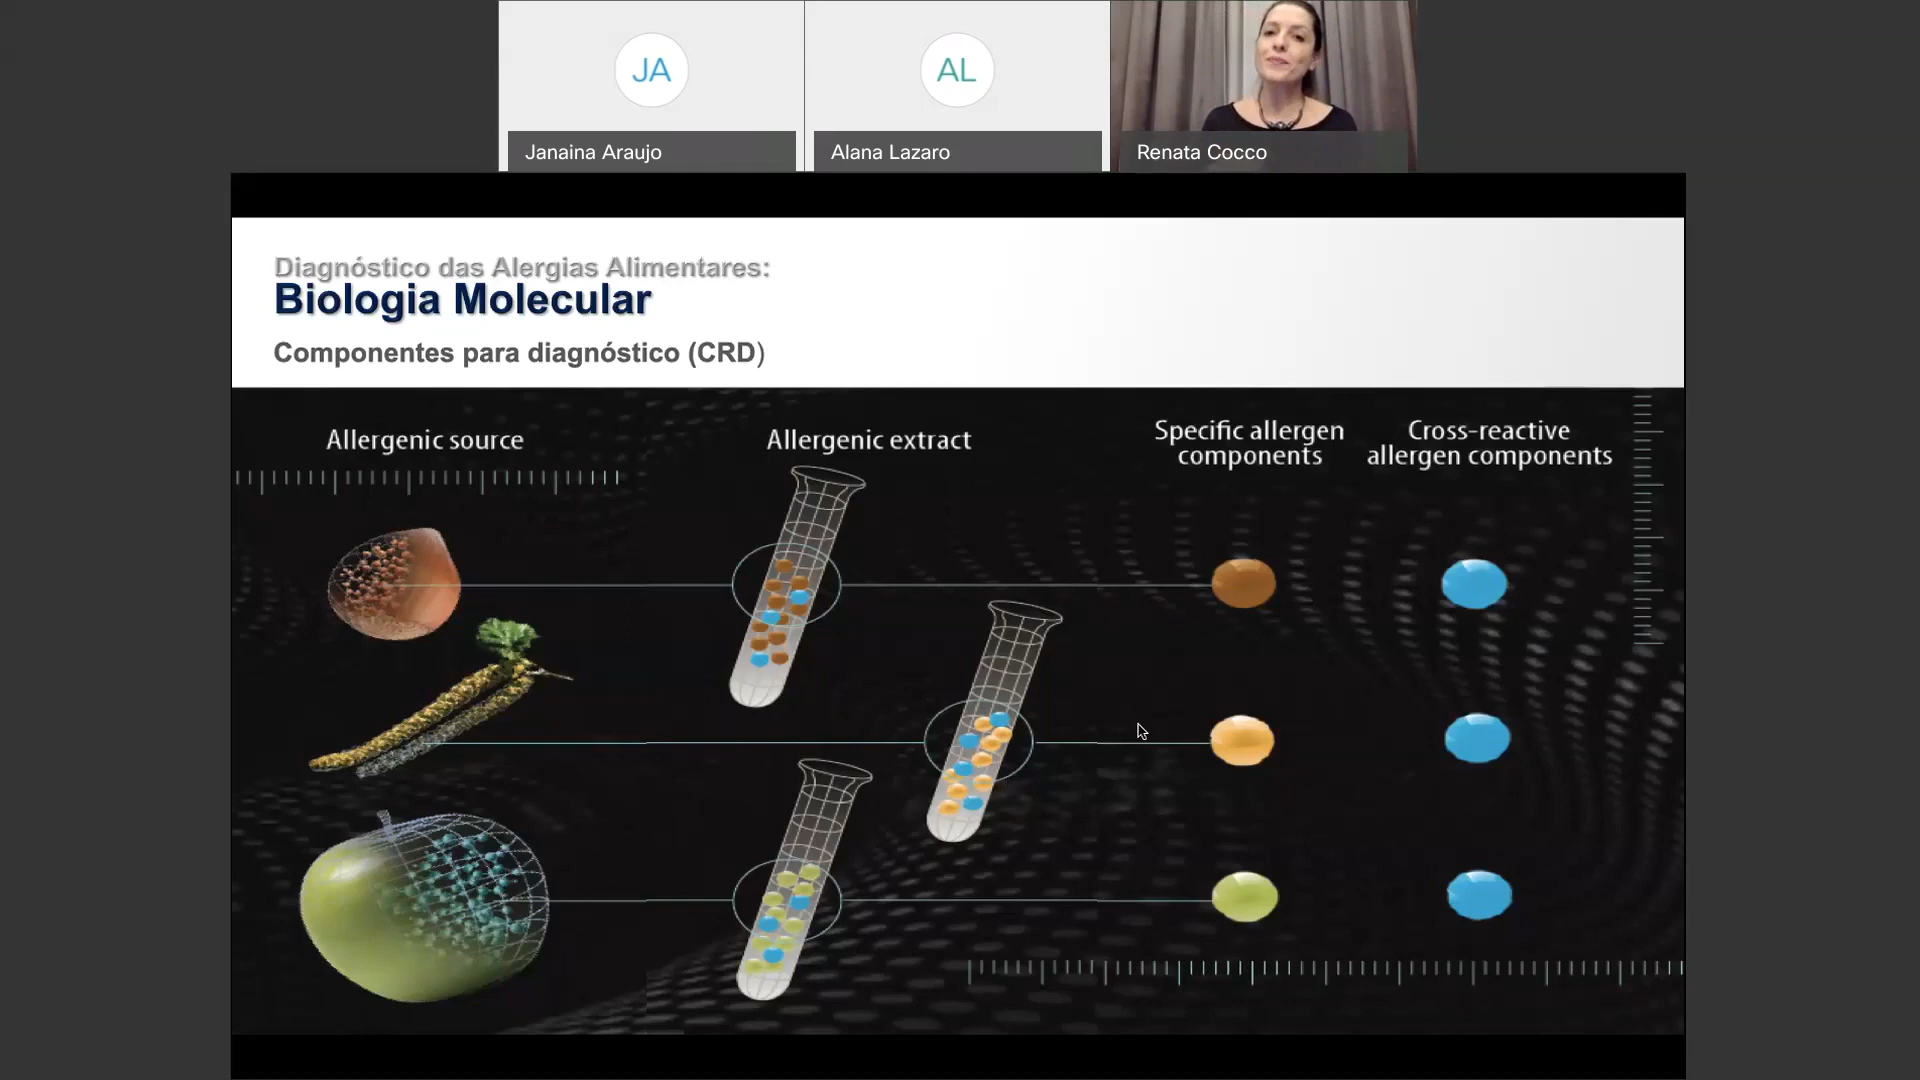 JA
AL
Janaina Araujo
Alana Lazaro
Renata Cocco
Diagnóstico das Alergias Alimentares:
Biologia Molecular
Componentes para diagnóstico (CRD)
Allergenic source
Allergenic extract
Specific allergen
components
Cross-reactive
allergen components